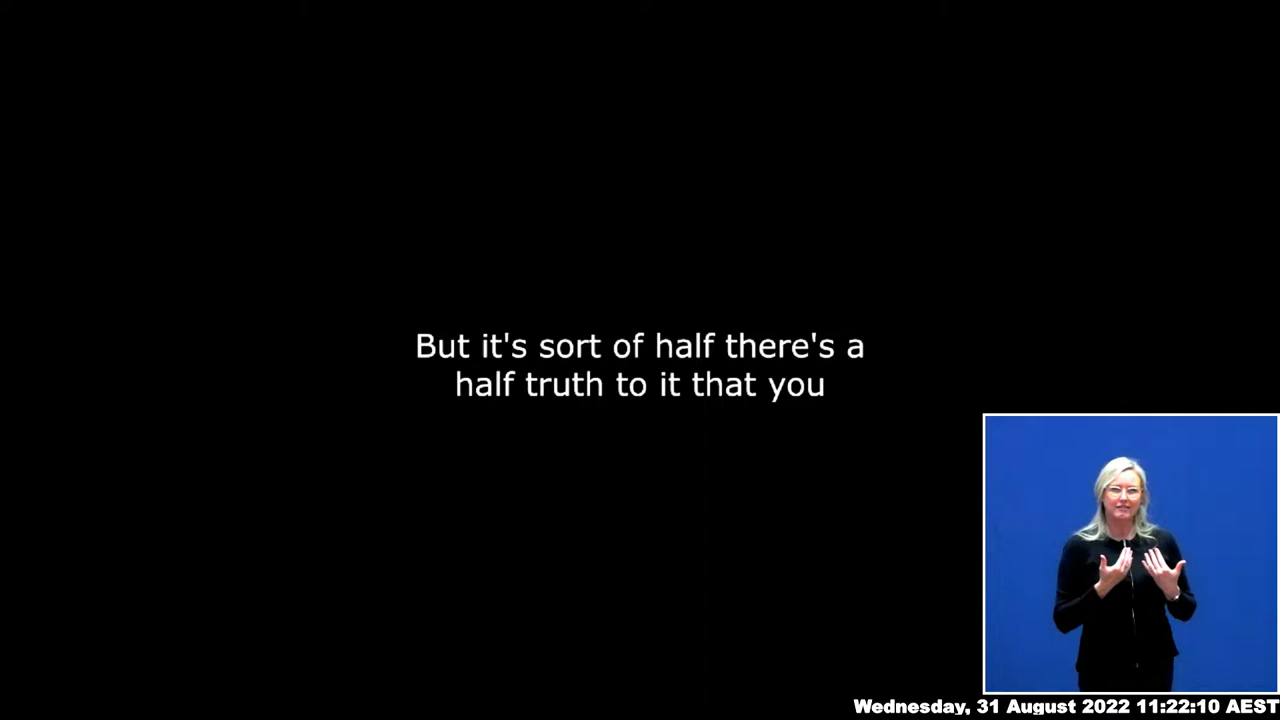 But it's sort of half there's a
half truth to it that you
Wednesday, 31 August 2022 11:22:10 AEST